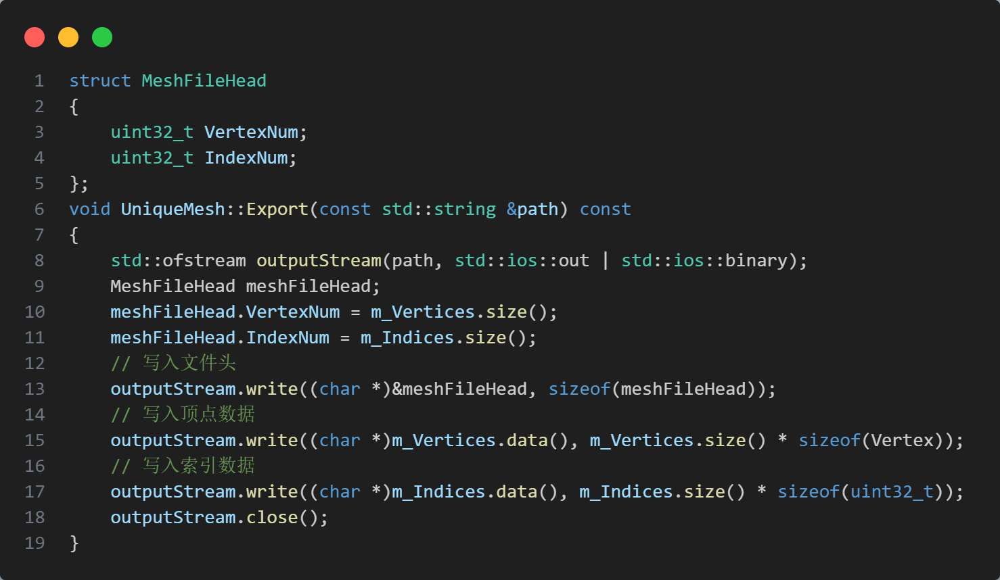 1 struct MeshFileHead
2 {
3     uint32_t VertexNum;
4     uint32_t IndexNum;
5 };
6 void UniqueMesh::Export(const std::string &path) const
7 {
8     std::ofstream outputStream(path, std::ios::out | std::ios::binary);
9     MeshFileHead meshFileHead;
10     meshFileHead.VertexNum = m_Vertices.size();
11     meshFileHead.IndexNum = m_Indices.size();
12     // 写入文件头
13     outputStream.write((char *)&meshFileHead, sizeof(meshFileHead));
14     // 写入顶点数据
15     outputStream.write((char *)m_Vertices.data(), m_Vertices.size() * sizeof(Vertex));
16     // 写入索引数据
17     outputStream.write((char *)m_Indices.data(), m_Indices.size() * sizeof(uint32_t));
18     outputStream.close();
19 }